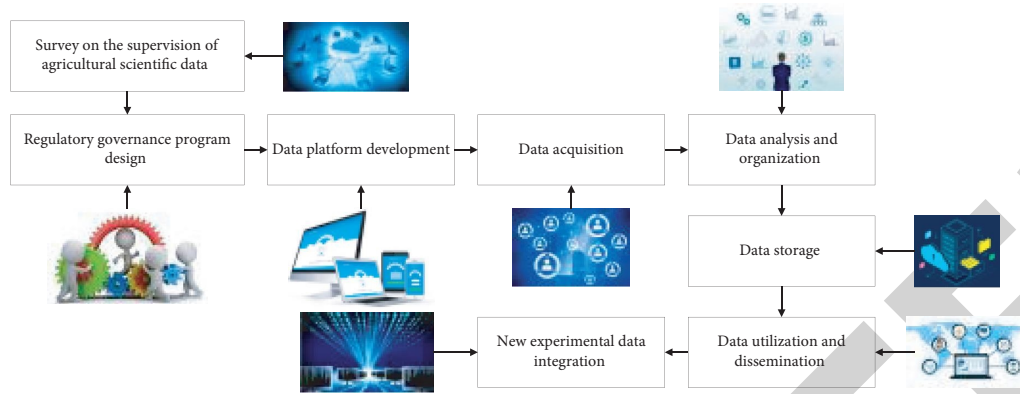 Survey on the supervision of
agricultural scientific data
Regulatory governance program
design
Data platform development
Data acquisition
Data analysis and
organization
Data storage
New experimental data
integration
Data utilization and
dissemination